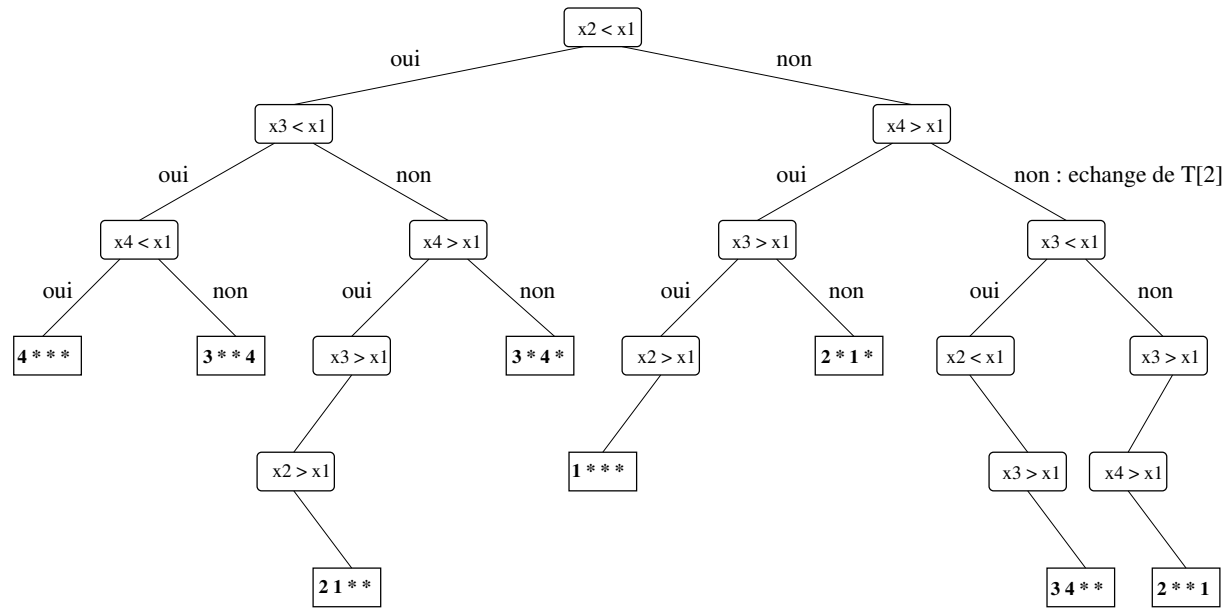 x2 < x1
oui non
x3 < x1 x4 > x1
oui non oui non : echange de T[2]
x4 < x1 x4 > x1 x3 > x1 x3 < x1
oui non oui non oui non oui non
4 * * * 3 * * 4 x3 > x1 3 * 4 * x2 > x1 2 * 1 * x2 < x1 x3 > x1
x2 > x1 1 * * * x3 > x1 x4 > x1
2 1 * * 3 4 * * 2 * * 1